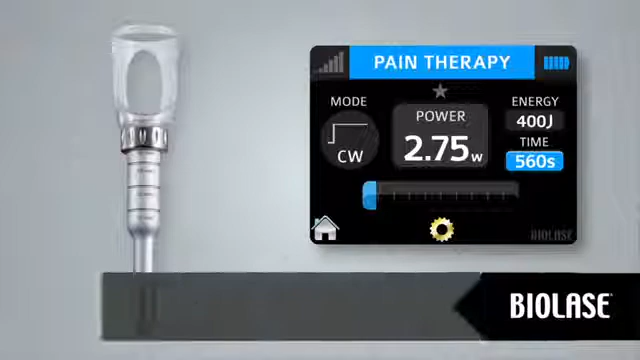 PAIN THERAPY
MODE
CW
POWER
2.75w
ENERGY
400J
TIME
560s
BIOLASE
BIOLASE